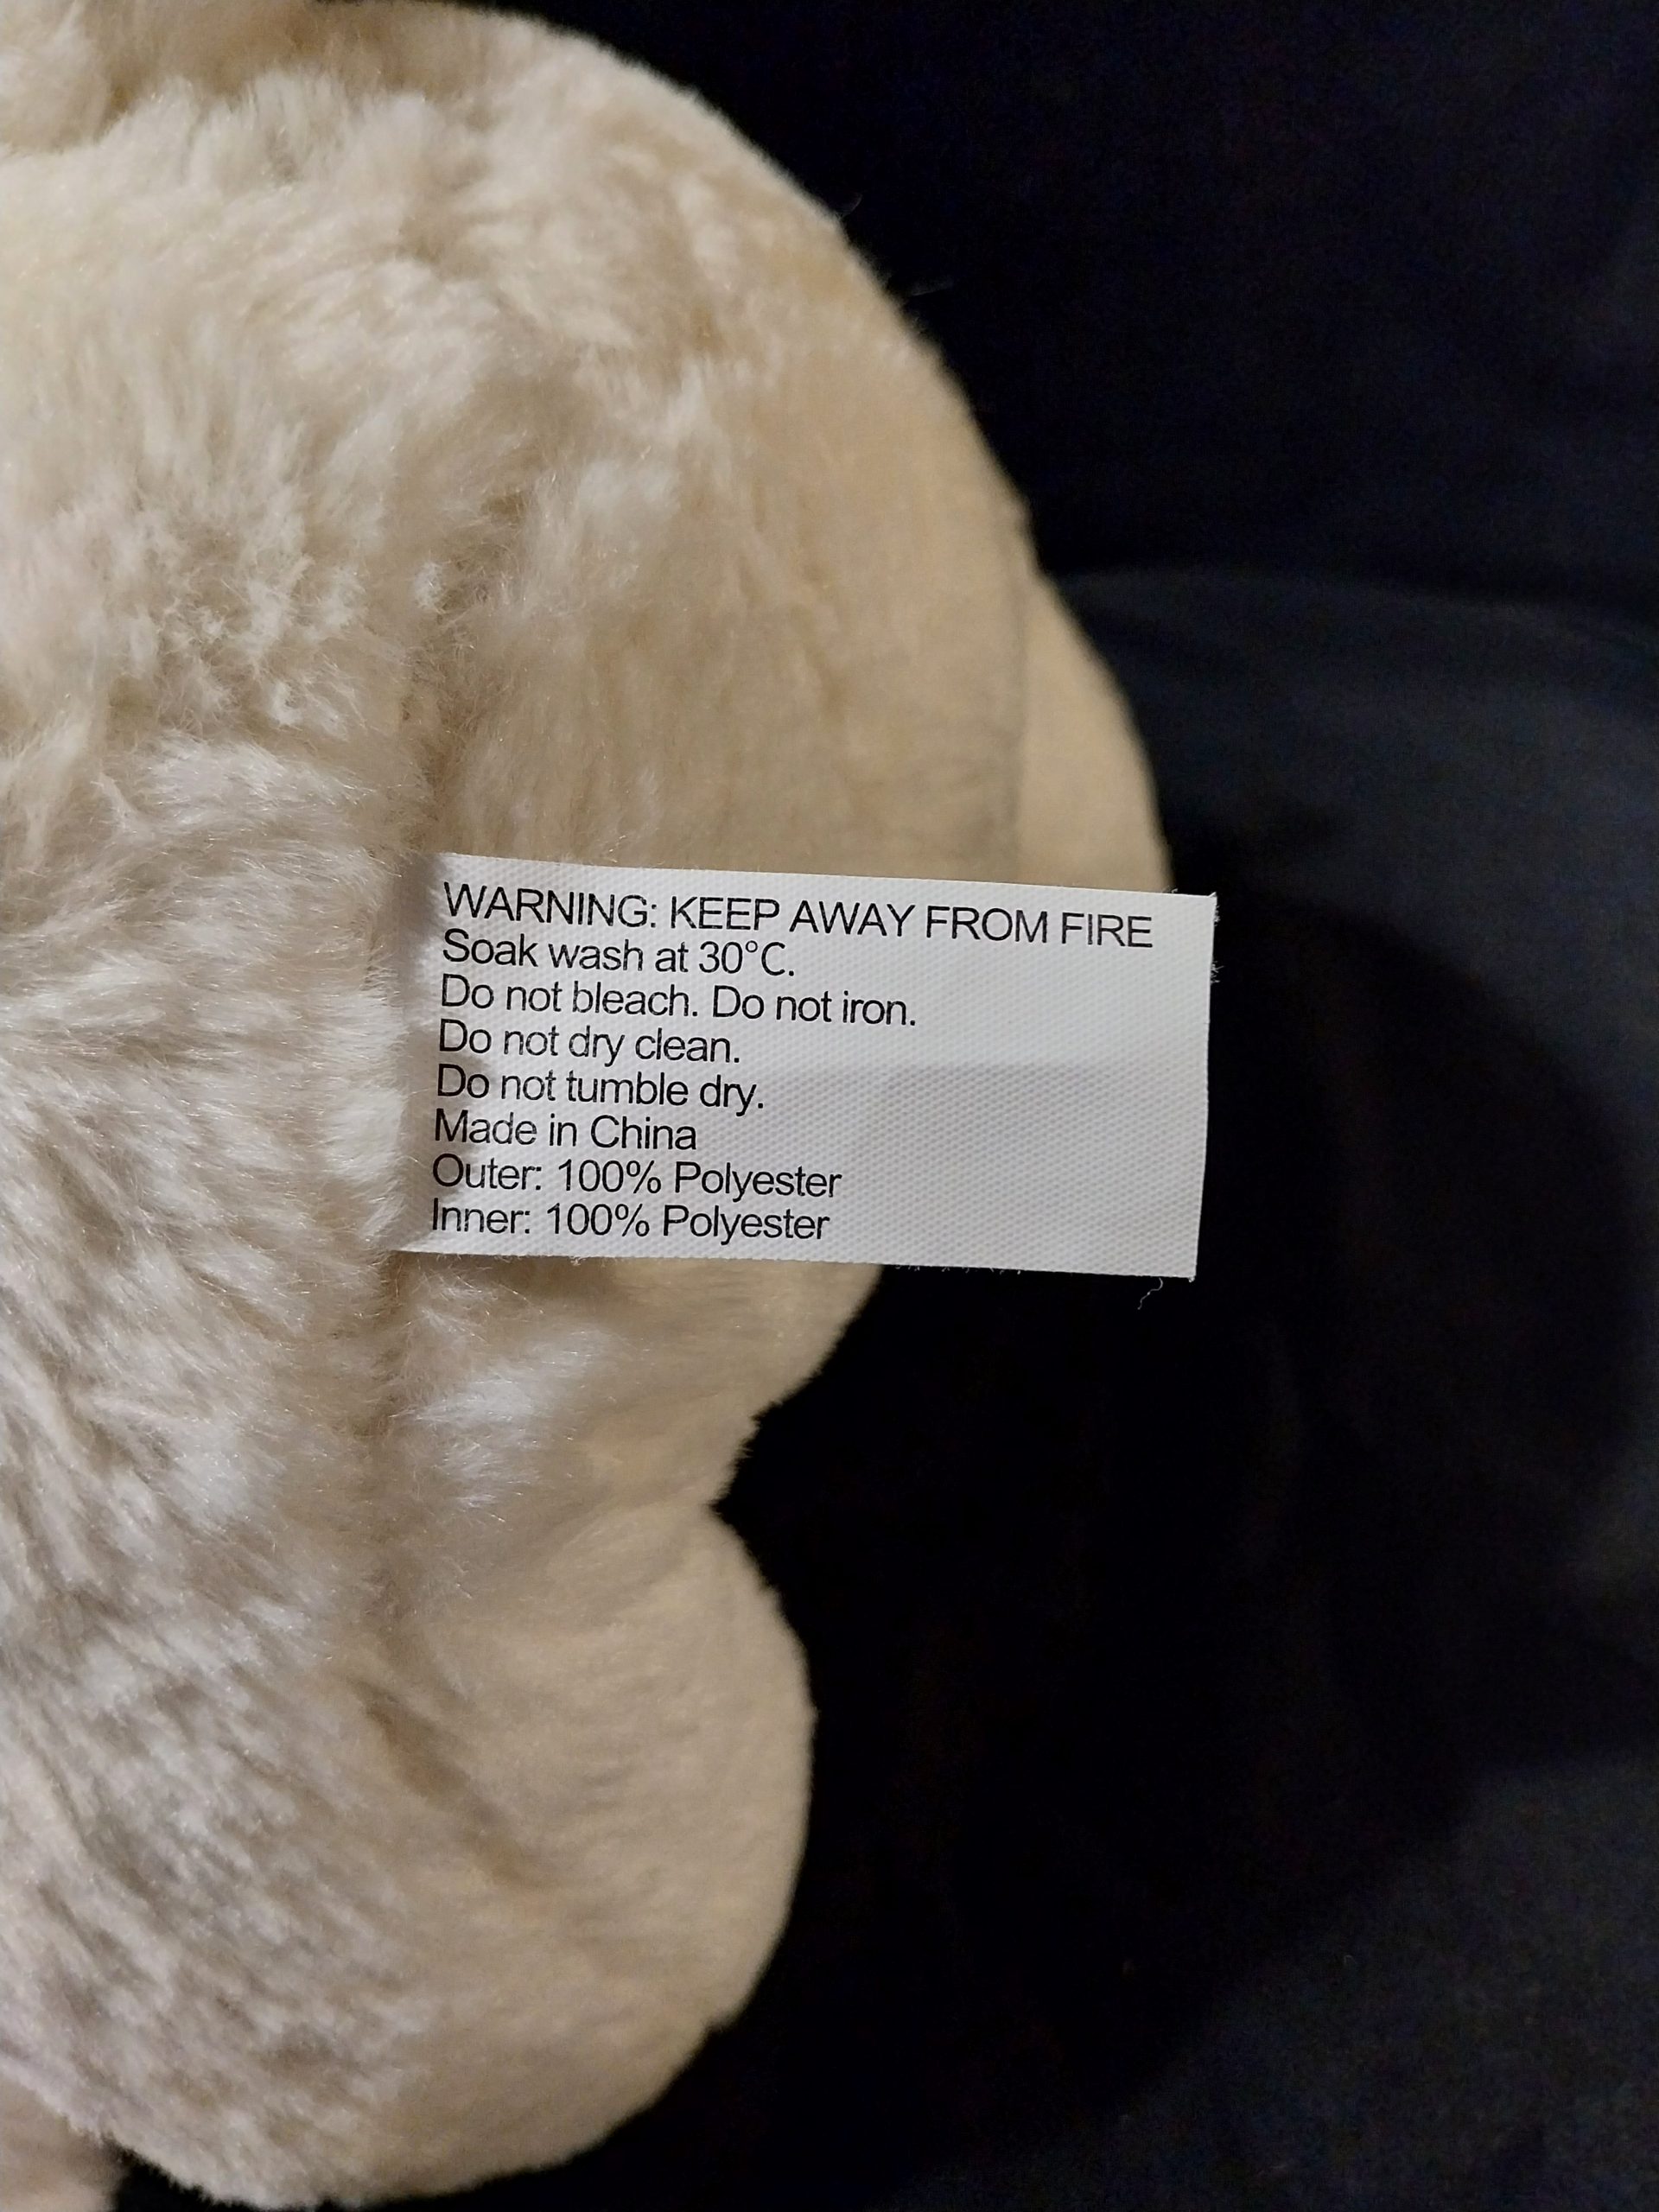 WARNING: KEEP AWAY FROM FIRE
Soak wash at 30°C.
Do not bleach. Do not iron.
Do not dry clean.
Do not tumble dry.
Made in China
Outer: 100% Polyester
Inner: 100% Polyester